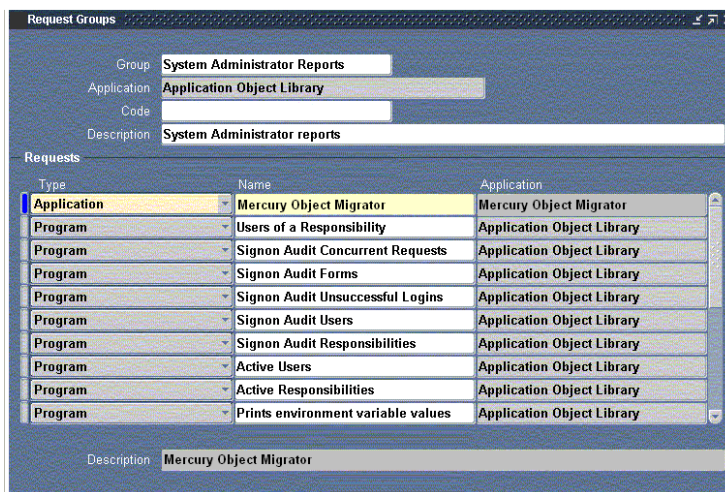 Request Groups
Group System Administrator Reports
Application Application Object Library
Code
Description System Administrator reports
Requests
Type Name Application
Application Mercury Object Migrator Mercury Object Migrator
Program Users of a Responsibility Application Object Library
Program Signon Audit Concurrent Requests Application Object Library
Program Signon Audit Forms Application Object Library
Program Signon Audit Unsuccessful Logins Application Object Library
Program Signon Audit Users Application Object Library
Program Signon Audit Responsibilities Application Object Library
Program Active Users Application Object Library
Program Active Responsibilities Application Object Library
Program Prints environment variable values Application Object Library
Description Mercury Object Migrator